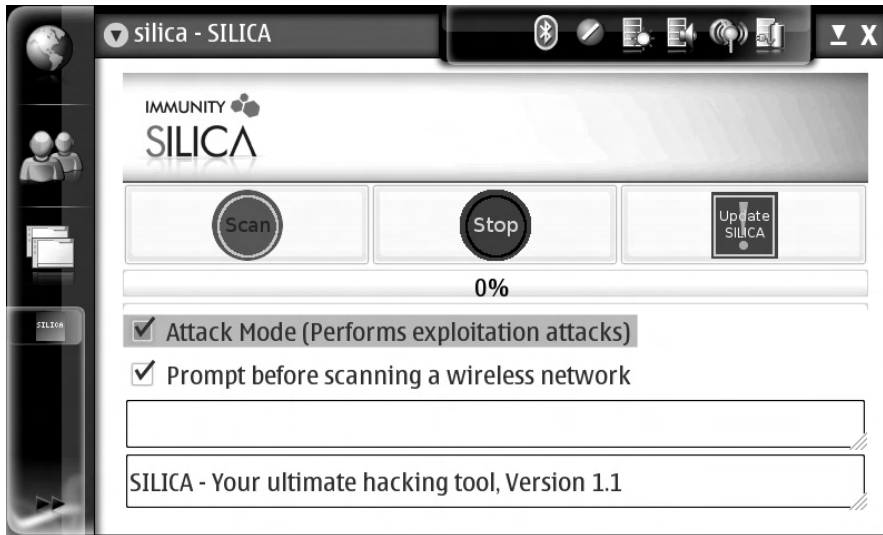 silica - SILICA
X
IMMUNITY
SILICA
Scan
Stop
Update
SILICA
0%
SILICA
Attack Mode (Performs exploitation attacks)
Prompt before scanning a wireless network
SILICA - Your ultimate hacking tool, Version 1.1